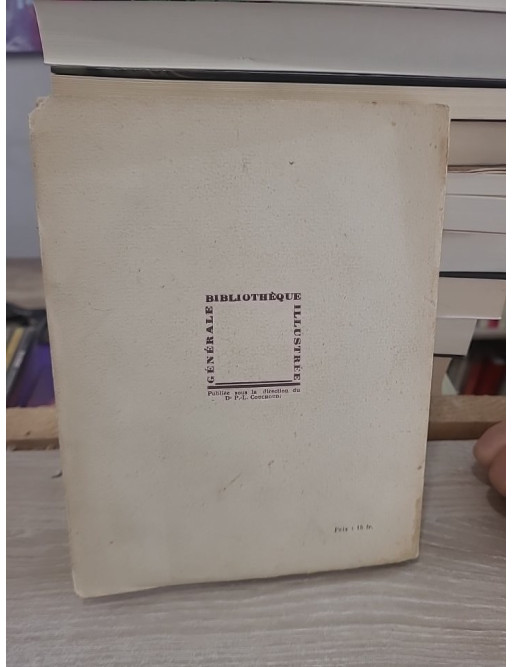 BIBLIOTHÈQUE
GÉNÉRALE
ILLUSTRÉE
Publiée sous la direction du
Dr P.-L. Couchoud
Prix : 15 fr.